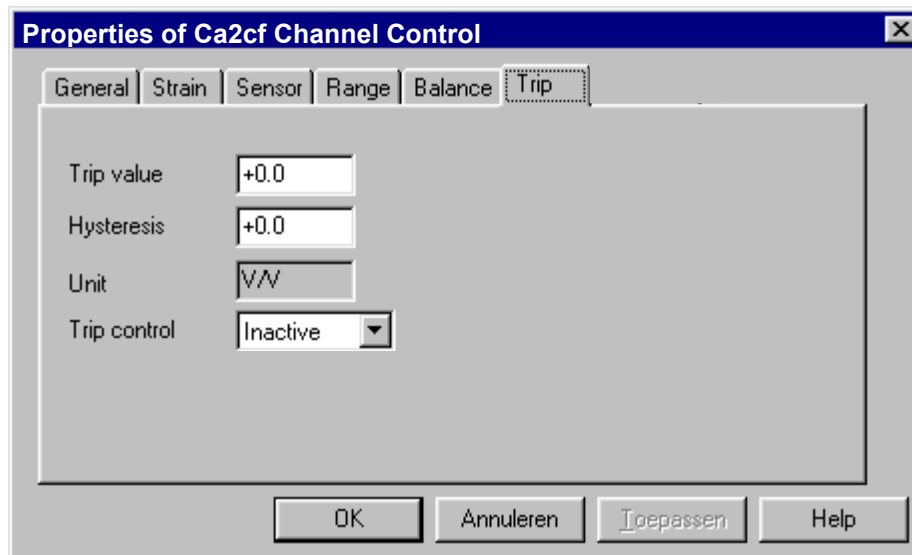 Properties of Ca2cf Channel Control
General Strain Sensor Range Balance Trip
Trip value +0.0
Hysteresis +0.0
Unit V/V
Trip control Inactive
OK Annuleren Toepassen Help